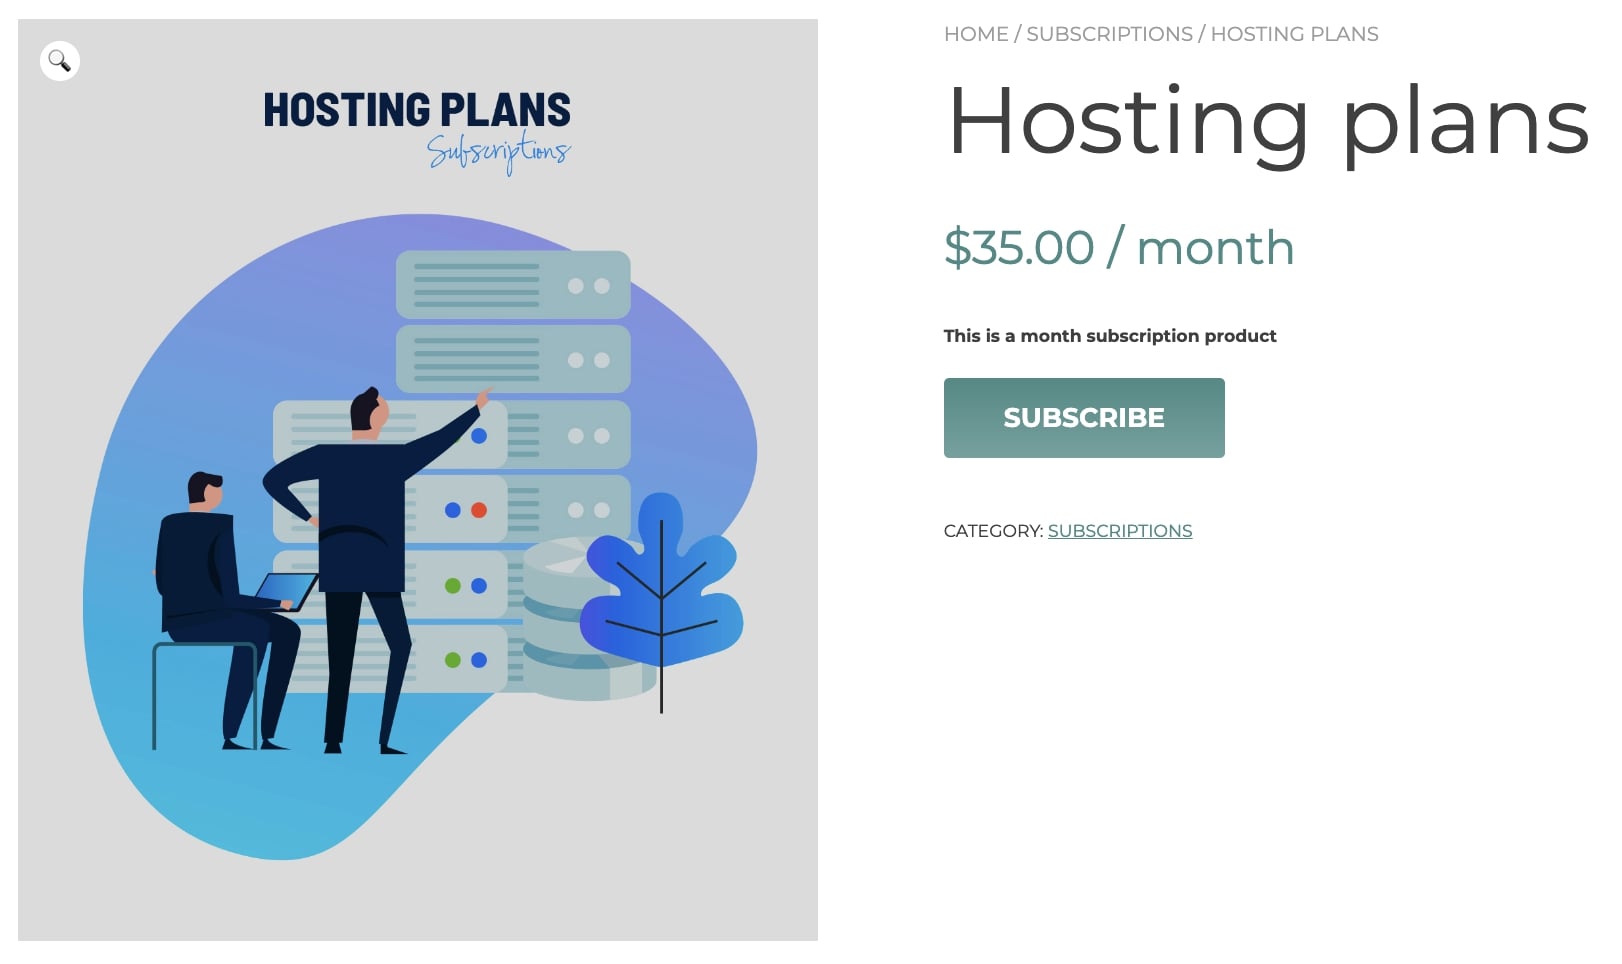 HOSTING PLANS
Subscriptions
HOME / SUBSCRIPTIONS / HOSTING PLANS
Hosting plans
$35.00 / month
This is a month subscription product
SUBSCRIBE
CATEGORY: SUBSCRIPTIONS